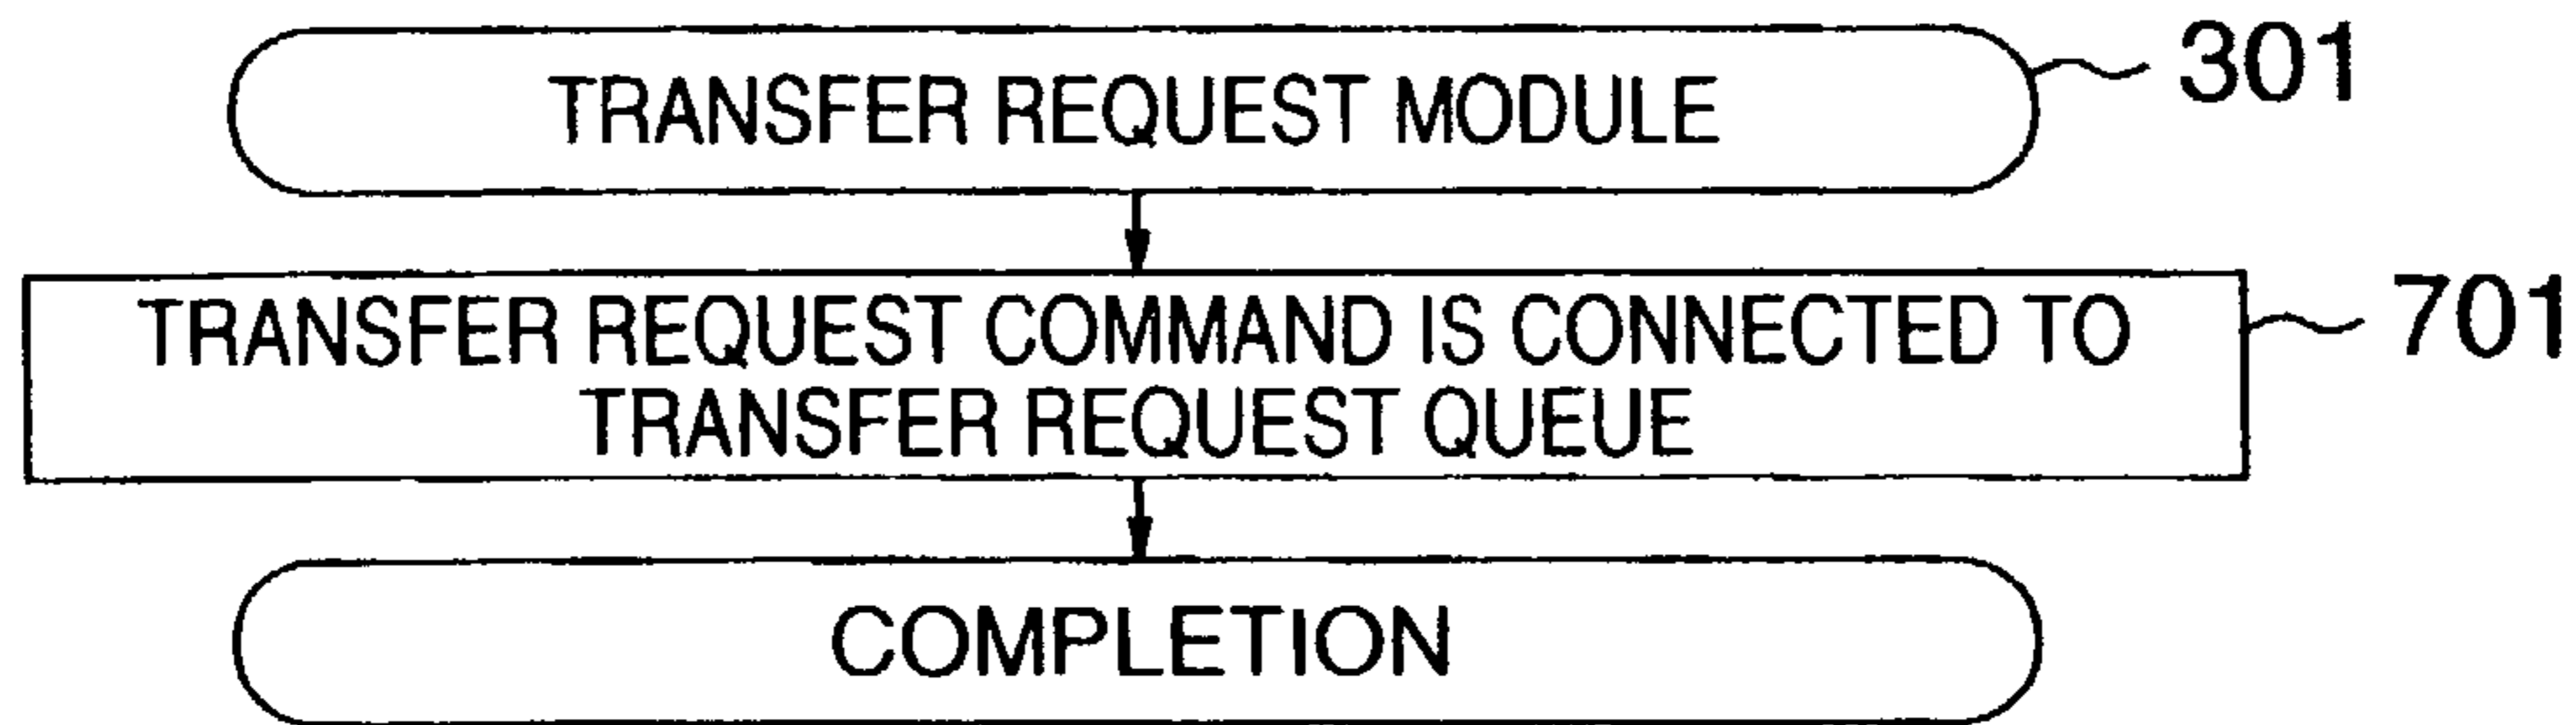 TRANSFER REQUEST MODULE
301
TRANSFER REQUEST COMMAND IS CONNECTED TO
TRANSFER REQUEST QUEUE
701
COMPLETION